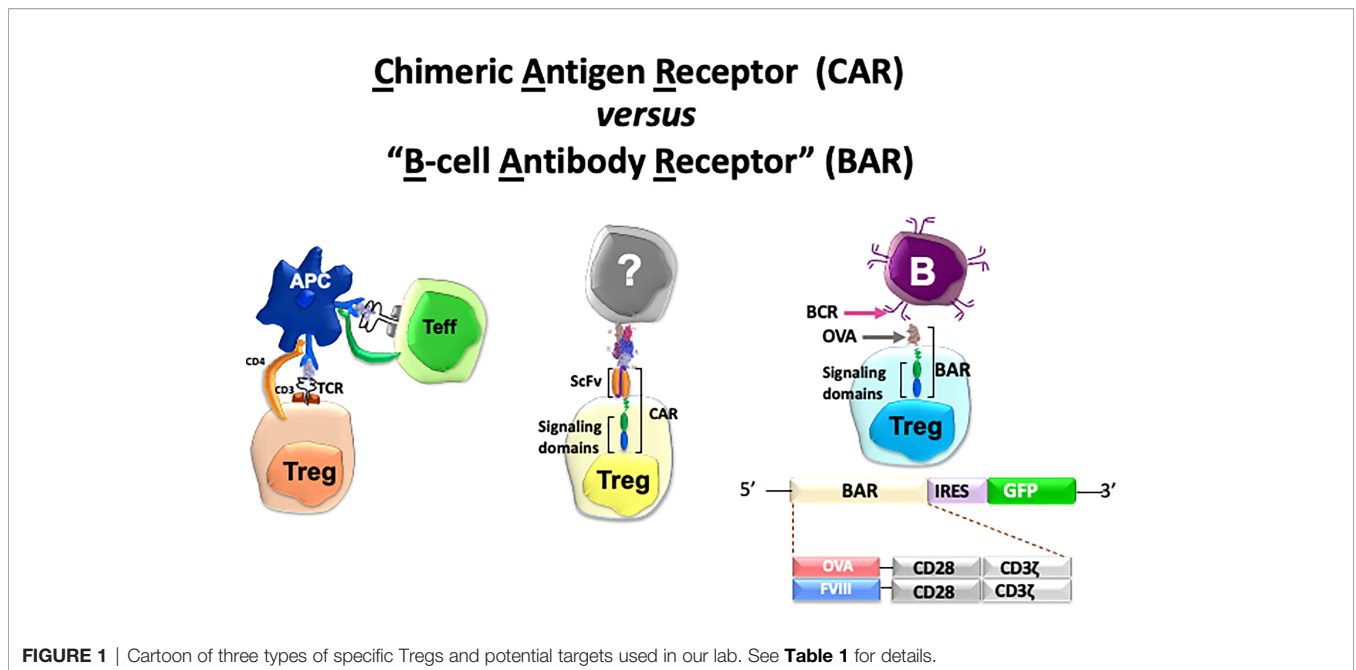 Chimeric Antigen Receptor (CAR)
versus
“B-cell Antibody Receptor” (BAR)
APC
Teff
CD4
CD3
TCR
Treg
?
ScFv
CAR
Signaling
domains
Treg
B
BCR
OVA
BAR
Signaling
domains
Treg
5′ BAR IRES GFP 3′
OVA CD28 CD3ζ
FVIII CD28 CD3ζ
FIGURE 1 | Cartoon of three types of specific Tregs and potential targets used in our lab. See Table 1 for details.